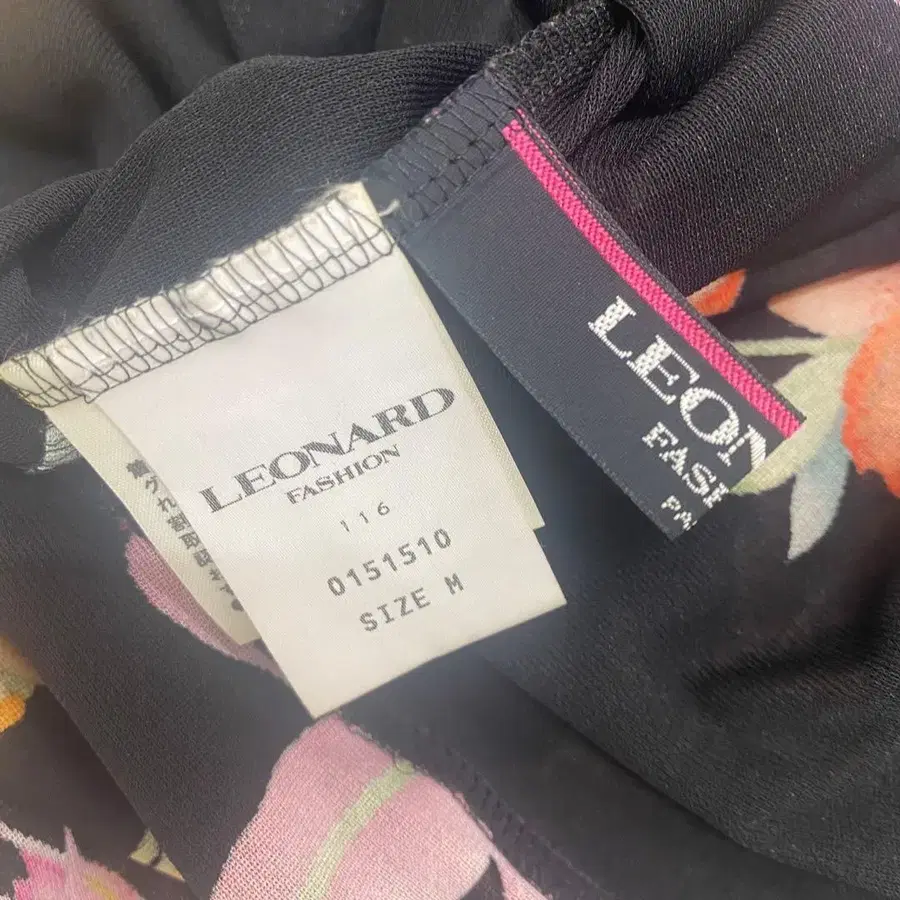 LEONARD
FASHION
116
0151510
SIZE M
LEON
FASH
PA